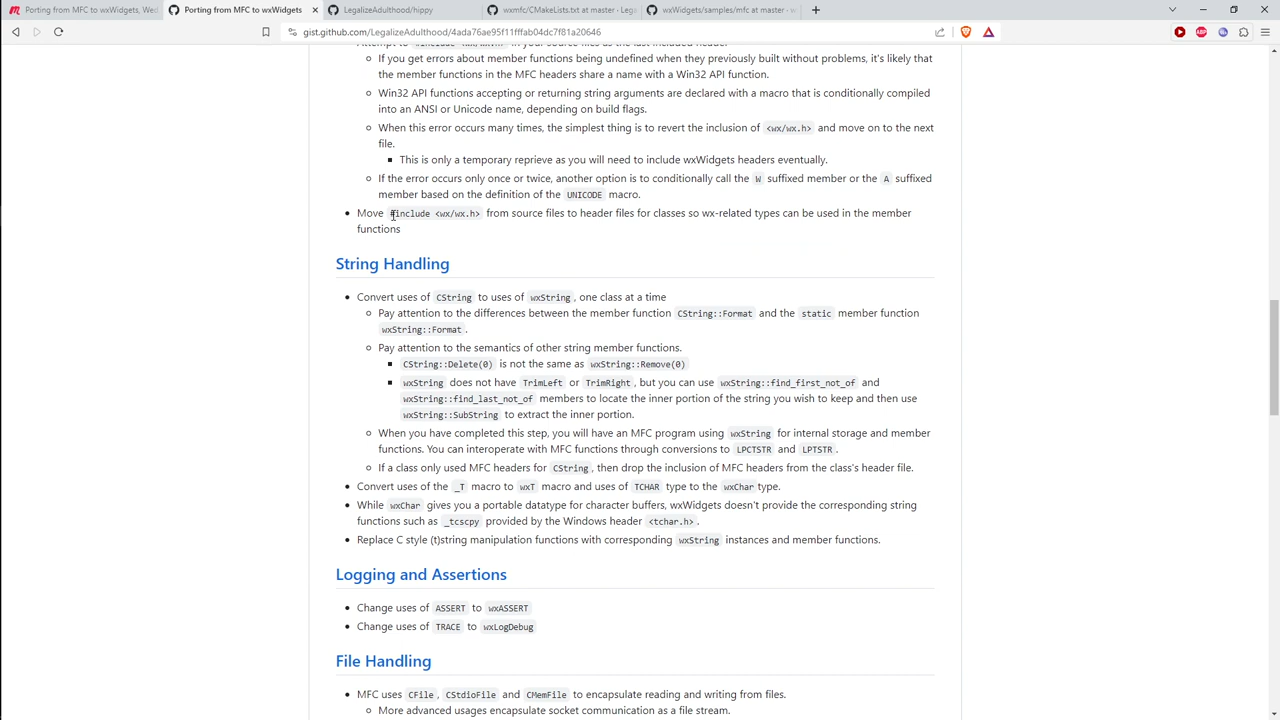 Porting from MFC to wxWidgets, Wed
Porting from MFC to wxWidgets
LegalizeAdulthood/hippy
wxmfc/CMakeLists.txt at master · Lega
wxWidgets/samples/mfc at master · w
gist.github.com/LegalizeAdulthood/4ada76ae95f11fffab04dc7f81a20646
Attempt to #include <wx/wx.h> in your source files as the last included header.
If you get errors about member functions being undefined when they previously built without problems, it's likely that
the member functions in the MFC headers share a name with a Win32 API function.
Win32 API functions accepting or returning string arguments are declared with a macro that is conditionally compiled
into an ANSI or Unicode name, depending on build flags.
When this error occurs many times, the simplest thing is to revert the inclusion of <wx/wx.h> and move on to the next
file.
This is only a temporary reprieve as you will need to include wxWidgets headers eventually.
If the error occurs only once or twice, another option is to conditionally call the W suffixed member or the A suffixed
member based on the definition of the UNICODE macro.
Move #include <wx/wx.h> from source files to header files for classes so wx-related types can be used in the member
functions
String Handling
Convert uses of CString to uses of wxString, one class at a time
Pay attention to the differences between the member function CString::Format and the static member function
wxString::Format.
Pay attention to the semantics of other string member functions.
CString::Delete(0) is not the same as wxString::Remove(0)
wxString does not have TrimLeft or TrimRight, but you can use wxString::find_first_not_of and
wxString::find_last_not_of members to locate the inner portion of the string you wish to keep and then use
wxString::SubString to extract the inner portion.
When you have completed this step, you will have an MFC program using wxString for internal storage and member
functions. You can interoperate with MFC functions through conversions to LPCTSTR and LPTSTR.
If a class only used MFC headers for CString, then drop the inclusion of MFC headers from the class's header file.
Convert uses of the _T macro to wxT macro and uses of TCHAR type to the wxChar type.
While wxChar gives you a portable datatype for character buffers, wxWidgets doesn't provide the corresponding string
functions such as _tcscpy provided by the Windows header <tchar.h>.
Replace C style (t)string manipulation functions with corresponding wxString instances and member functions.
Logging and Assertions
Change uses of ASSERT to wxASSERT
Change uses of TRACE to wxLogDebug
File Handling
MFC uses CFile, CStdioFile and CMemFile to encapsulate reading and writing from files.
More advanced usages encapsulate socket communication as a file stream.